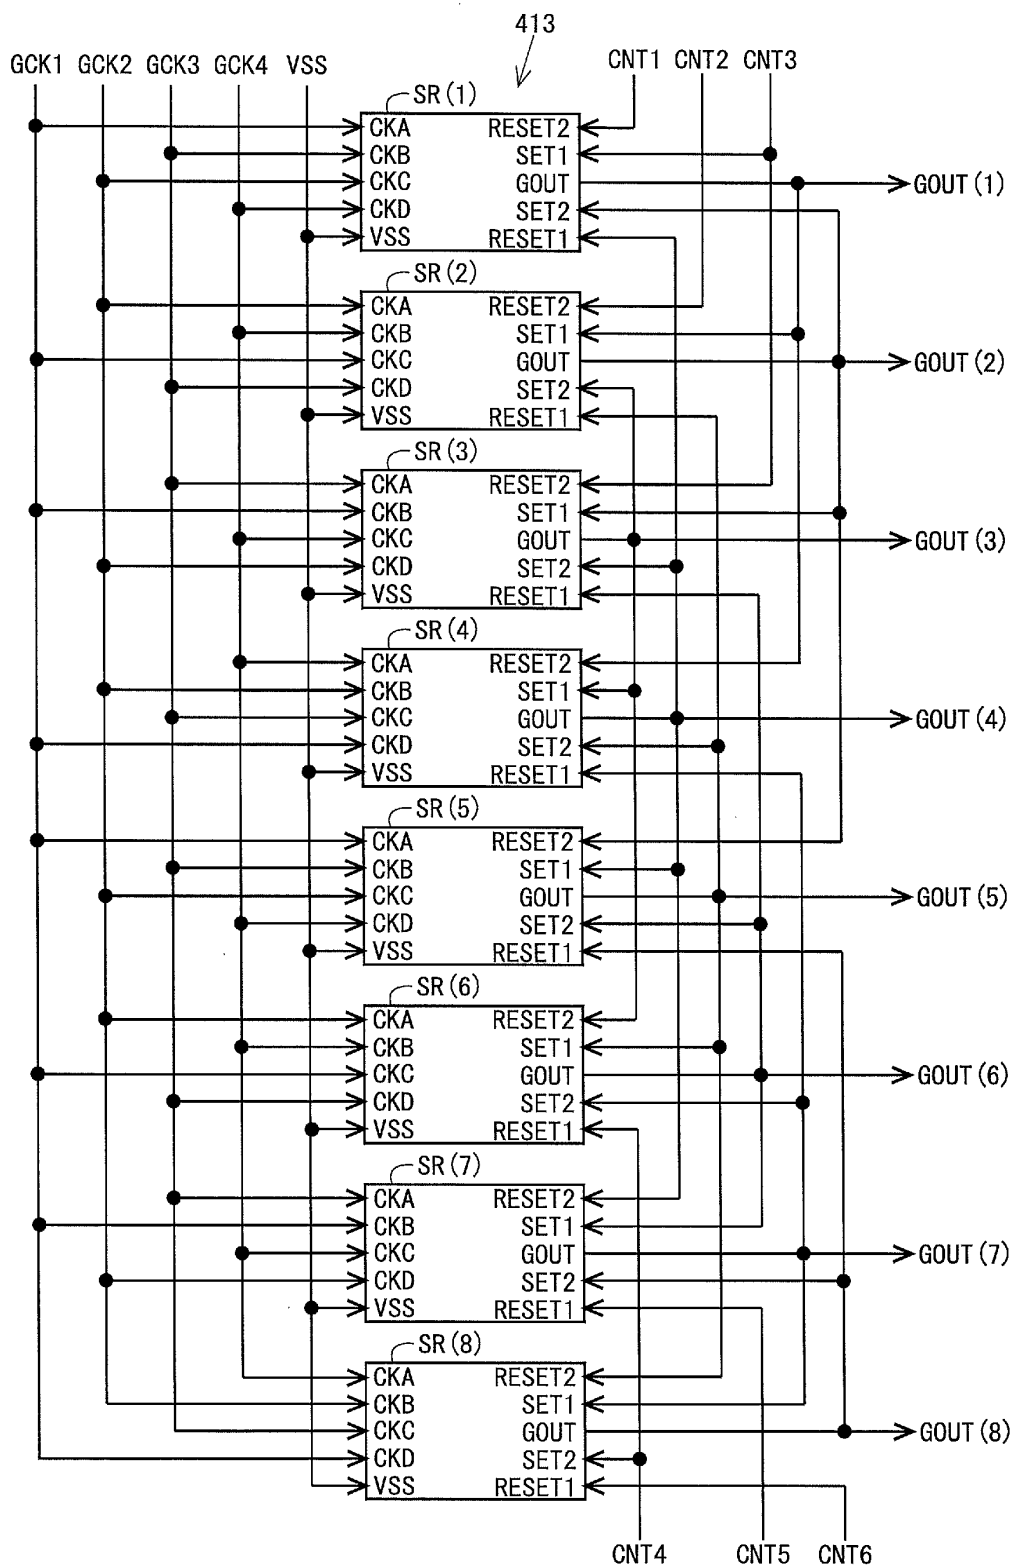 413
GCK1 GCK2 GCK3 GCK4 VSS CNT1 CNT2 CNT3
SR(1)
CKA RESET2
CKB SET1
CKC GOUT GOUT(1)
CKD SET2
VSS RESET1
SR(2)
CKA RESET2
CKB SET1
CKC GOUT GOUT(2)
CKD SET2
VSS RESET1
SR(3)
CKA RESET2
CKB SET1
CKC GOUT GOUT(3)
CKD SET2
VSS RESET1
SR(4)
CKA RESET2
CKB SET1
CKC GOUT GOUT(4)
CKD SET2
VSS RESET1
SR(5)
CKA RESET2
CKB SET1
CKC GOUT GOUT(5)
CKD SET2
VSS RESET1
SR(6)
CKA RESET2
CKB SET1
CKC GOUT GOUT(6)
CKD SET2
VSS RESET1
SR(7)
CKA RESET2
CKB SET1
CKC GOUT GOUT(7)
CKD SET2
VSS RESET1
SR(8)
CKA RESET2
CKB SET1
CKC GOUT GOUT(8)
CKD SET2
VSS RESET1
CNT4 CNT5 CNT6